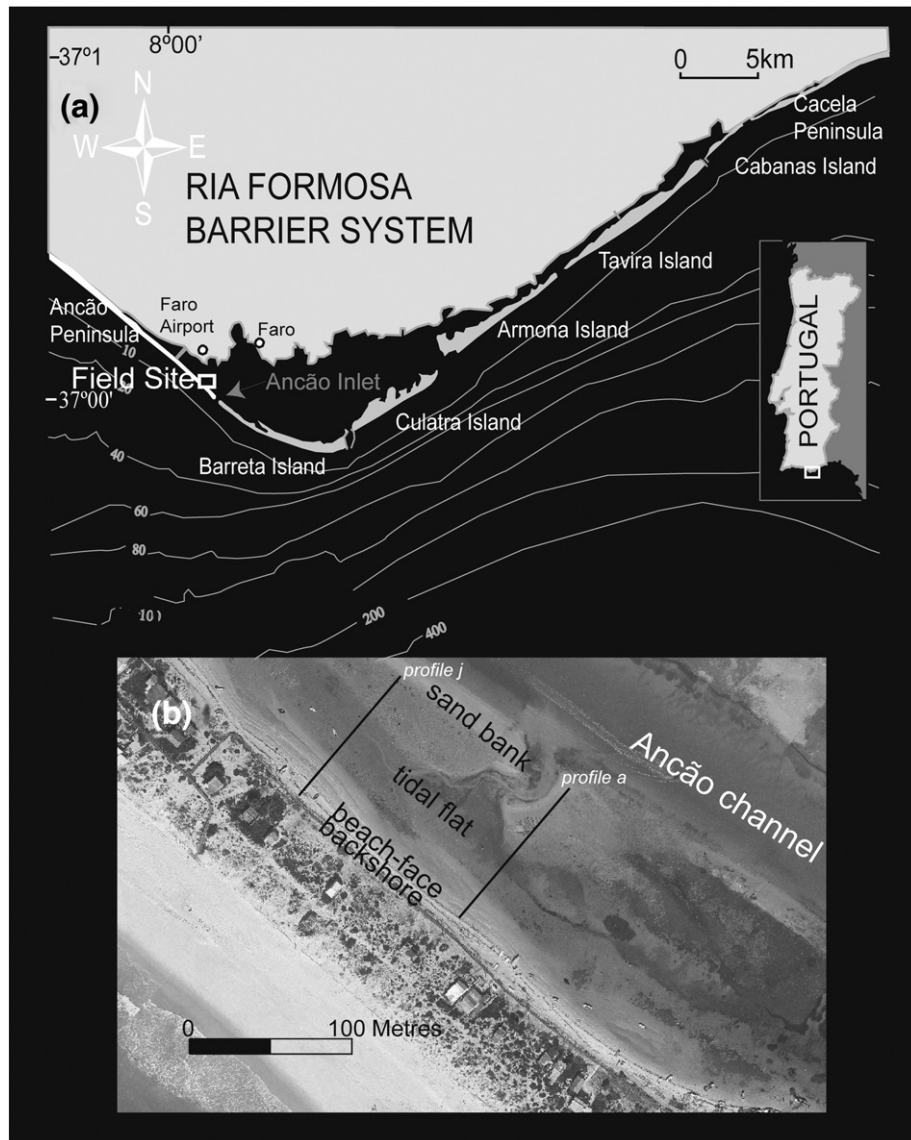 8º00'
–37º1
0 5km
(a)
N
W E
S
RIA FORMOSA
BARRIER SYSTEM
Cacela
Peninsula
Cabanas Island
Tavira Island
Armona Island
Culatra Island
Barreta Island
Ancão
Peninsula
Faro
Airport
Faro
Field Site
Ancão Inlet
–37º00'
PORTUGAL
10
40
60
80
200
400
(b)
profile j
sand bank
profile a
Ancão channel
tidal flat
beach-face
backshore
0 100 Metres